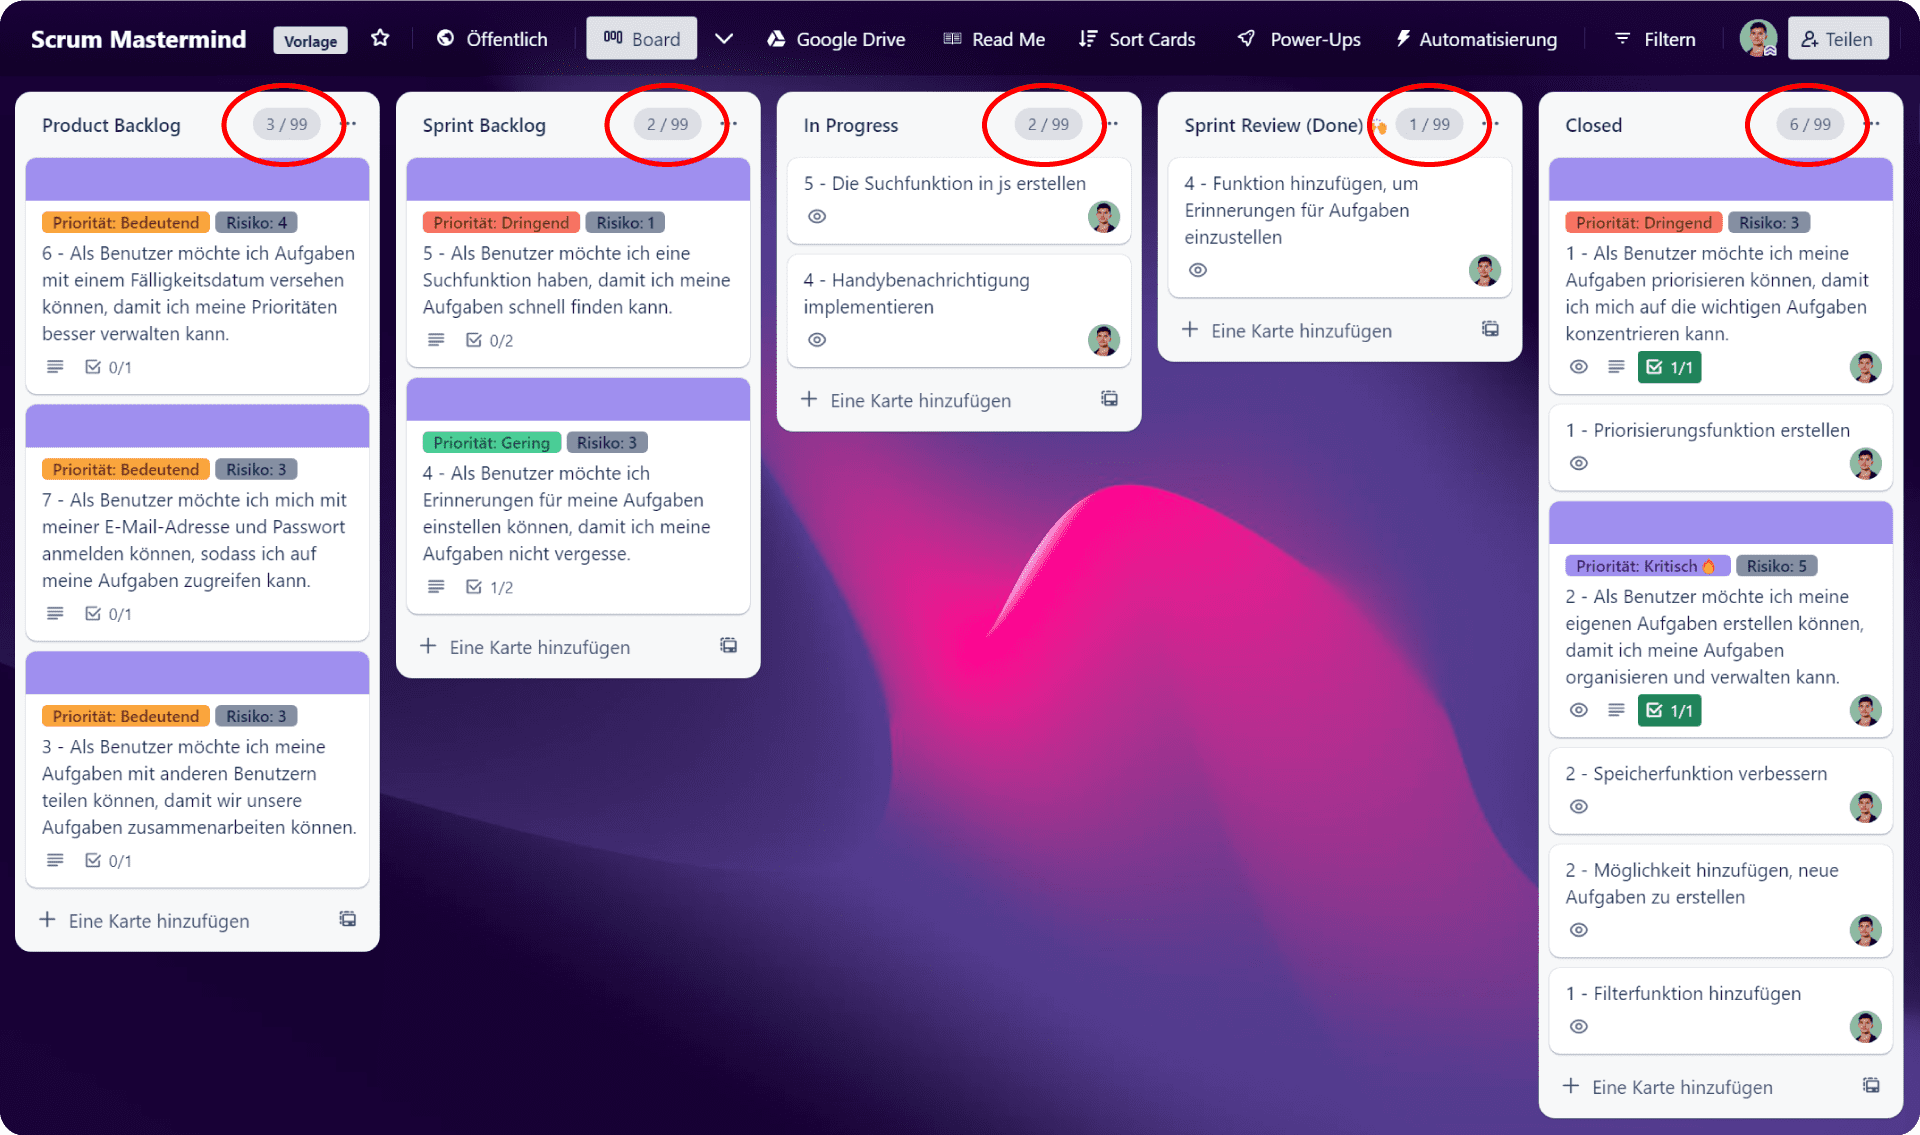 Scrum Mastermind
Vorlage
Öffentlich
Board
Google Drive
Read Me
Sort Cards
Power-Ups
Automatisierung
Filtern
Teilen
Product Backlog
3 / 99
Priorität: Bedeutend
Risiko: 4
6 - Als Benutzer möchte ich Aufgaben
mit einem Fälligkeitsdatum versehen
können, damit ich meine Prioritäten
besser verwalten kann.
0/1
Priorität: Bedeutend
Risiko: 3
7 - Als Benutzer möchte ich mich mit
meiner E-Mail-Adresse und Passwort
anmelden können, sodass ich auf
meine Aufgaben zugreifen kann.
0/1
Priorität: Bedeutend
Risiko: 3
3 - Als Benutzer möchte ich meine
Aufgaben mit anderen Benutzern
teilen können, damit wir unsere
Aufgaben zusammenarbeiten können.
0/1
Eine Karte hinzufügen
Sprint Backlog
2 / 99
Priorität: Dringend
Risiko: 1
5 - Als Benutzer möchte ich eine
Suchfunktion haben, damit ich meine
Aufgaben schnell finden kann.
0/2
Priorität: Gering
Risiko: 3
4 - Als Benutzer möchte ich
Erinnerungen für meine Aufgaben
einstellen können, damit ich meine
Aufgaben nicht vergesse.
1/2
Eine Karte hinzufügen
In Progress
2 / 99
5 - Die Suchfunktion in js erstellen
4 - Handybenachrichtigung
implementieren
Eine Karte hinzufügen
Sprint Review (Done) 🙌
1 / 99
4 - Funktion hinzufügen, um
Erinnerungen für Aufgaben
einzustellen
Eine Karte hinzufügen
Closed
6 / 99
Priorität: Dringend
Risiko: 3
1 - Als Benutzer möchte ich meine
Aufgaben priorisieren können, damit
ich mich auf die wichtigen Aufgaben
konzentrieren kann.
1/1
1 - Priorisierungsfunktion erstellen
Priorität: Kritisch 🔥
Risiko: 5
2 - Als Benutzer möchte ich meine
eigenen Aufgaben erstellen können,
damit ich meine Aufgaben
organisieren und verwalten kann.
1/1
2 - Speicherfunktion verbessern
2 - Möglichkeit hinzufügen, neue
Aufgaben zu erstellen
1 - Filterfunktion hinzufügen
Eine Karte hinzufügen